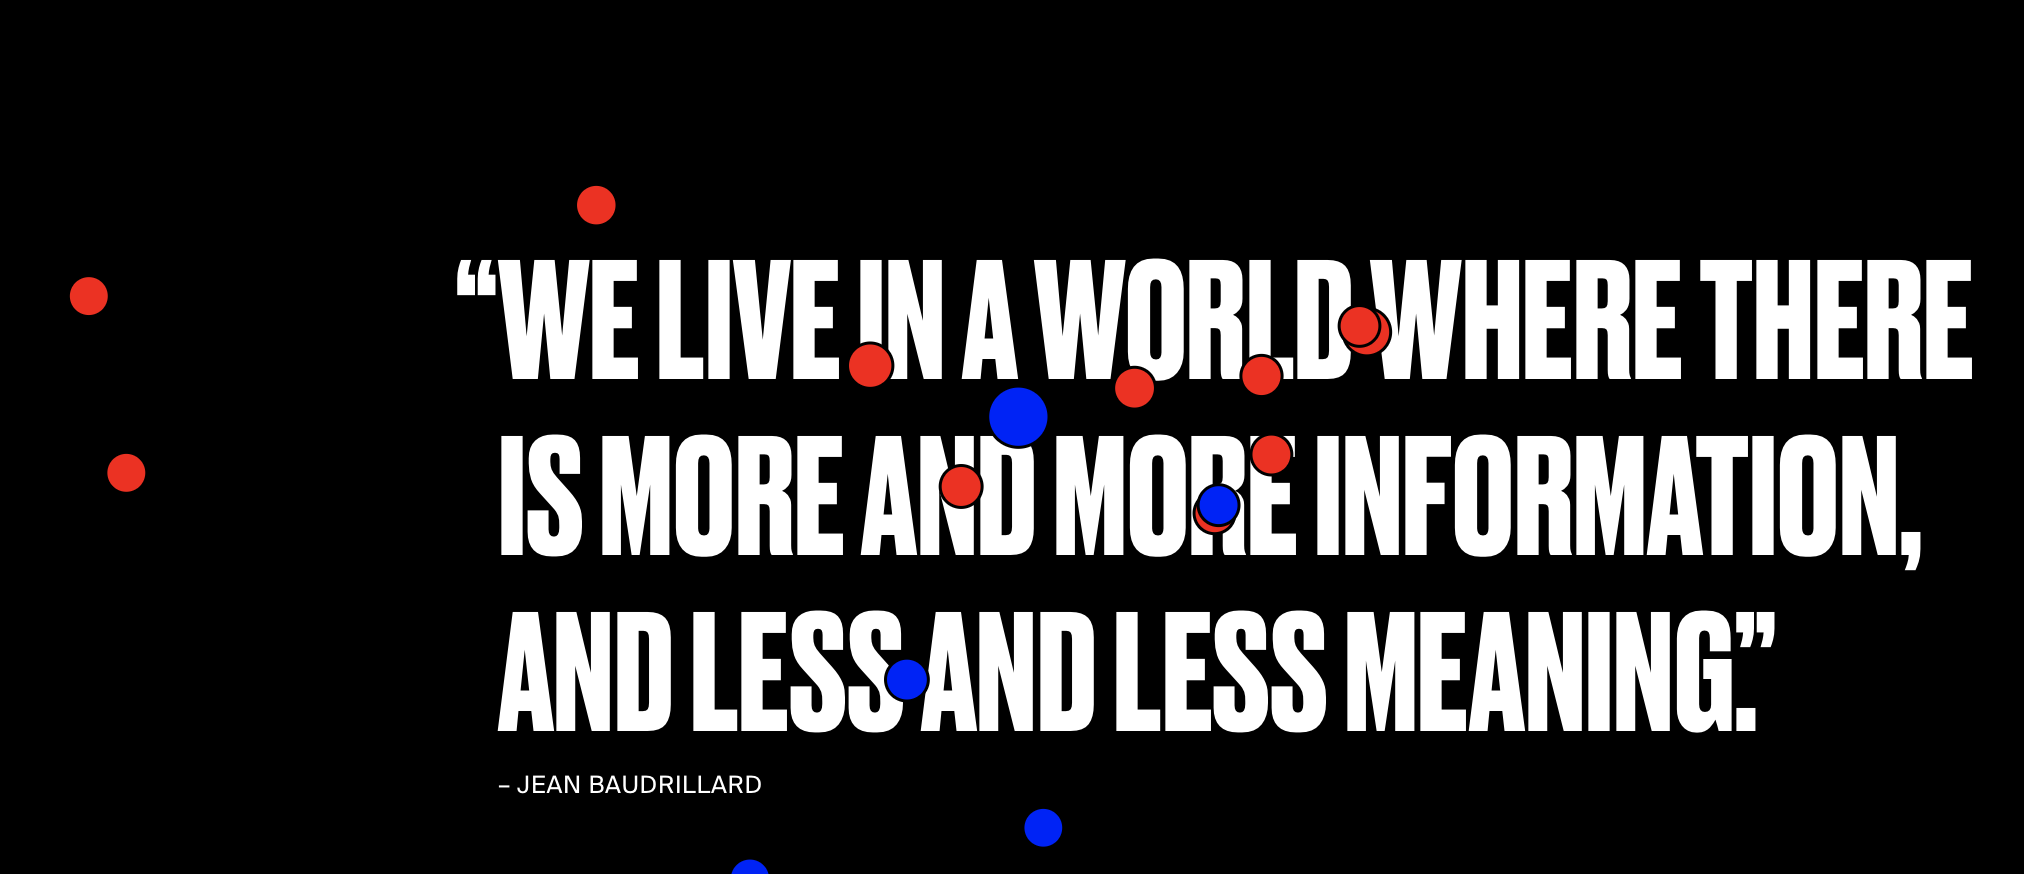 “WE LIVE IN A WORLD WHERE THERE
IS MORE AND MORE INFORMATION,
AND LESS AND LESS MEANING.”
– JEAN BAUDRILLARD